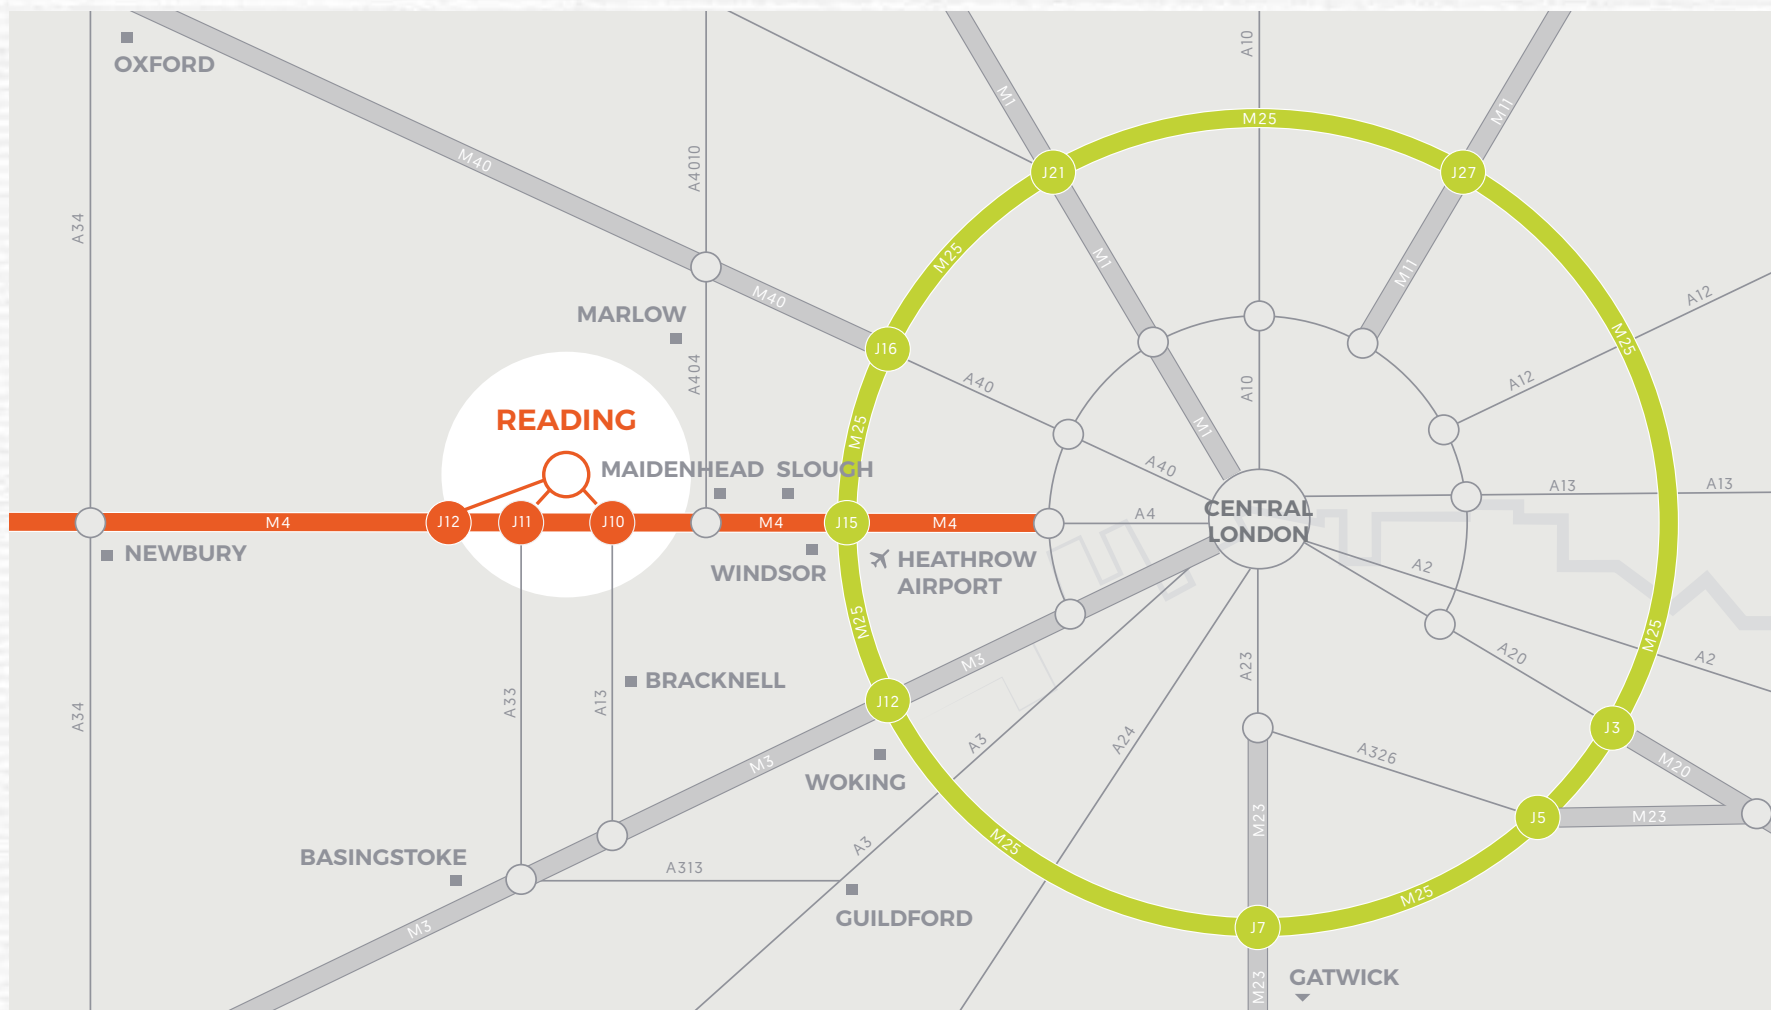 OXFORD
A10
M1
M11
M25
M40
A4010
J21
J27
A34
M25
M1
M11
M40
A12
MARLOW
J16
M25
A404
A40
A10
A12
READING
M25
M1
A40
MAIDENHEAD
SLOUGH
A13
A13
CENTRAL
LONDON
M4
J12
J11
J10
M4
J15
M4
A4
NEWBURY
WINDSOR
HEATHROW
AIRPORT
A2
M25
M25
A20
A2
M3
A23
BRACKNELL
A34
A33
A13
J12
J3
A3
A24
A326
M20
WOKING
M3
M23
J5
M23
M25
A3
BASINGSTOKE
A313
M25
GUILDFORD
M3
J7
GATWICK
M23